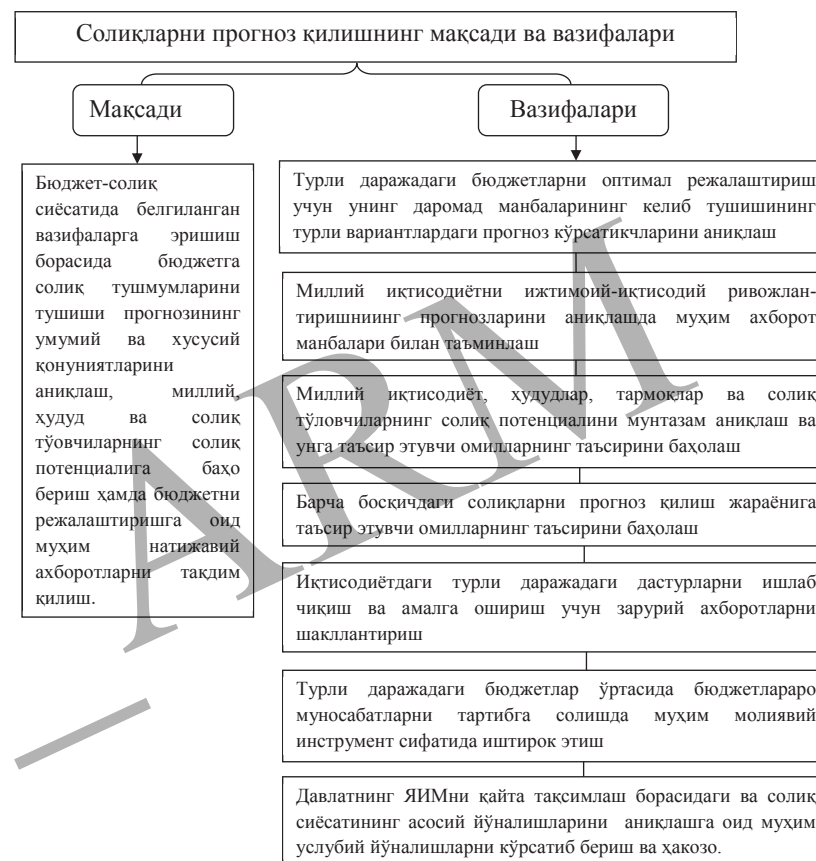 Солиқларни прогноз қилишнинг мақсади ва вазифалари
Мақсади
Бюджет-солиқ
сиёсатида белгиланган
вазифаларга эришиш
борасида бюджетга
солиқ тушмумларини
тушиши прогнозининг
умумий ва хусусий
қонуниятларини
аниқлаш, миллий,
ҳудуд ва солиқ
тўовчиларнинг солиқ
потенциалига баҳо
бериш ҳамда бюджетни
режалаштиришга оид
муҳим натижавий
ахборотларни тақдим
қилиш.
Вазифалари
Турли даражадаги бюджетларни оптимал режалаштириш
учун унинг даромад манбаларининг келиб тушишининг
турли вариантлардаги прогноз кўрсатикчларини аниқлаш
Миллий иқтисодиётни ижтимоий-иқтисодий ривожлан-
тиришниинг прогнозларини аниқлашда муҳим ахборот
манбалари билан таъминлаш
Миллий иқтисодиёт, ҳудудлар, тармоқлар ва солиқ
тўловчиларнинг солиқ потенциалини мунтазам аниқлаш ва
унга таъсир этувчи омилларнинг таъсирини баҳолаш
Барча босқичдаги солиқларни прогноз қилиш жараёнига
таъсир этувчи омилларнинг таъсирини баҳолаш
Иқтисодиётдаги турли даражадаги дастурларни ишлаб
чиқиш ва амалга ошириш учун зарурий ахборотларни
шакллантириш
Турли даражадаги бюджетлар ўртасида бюджетлараро
муносабатларни тартибга солишда муҳим молиявий
инструмент сифатида иштирок этиш
Давлатнинг ЯИМни қайта тақсимлаш борасидаги ва солиқ
сиёсатининг асосий йўналишларини аниқлашга оид муҳим
услубий йўналишларни кўрсатиб бериш ва ҳакозо.
_ARM